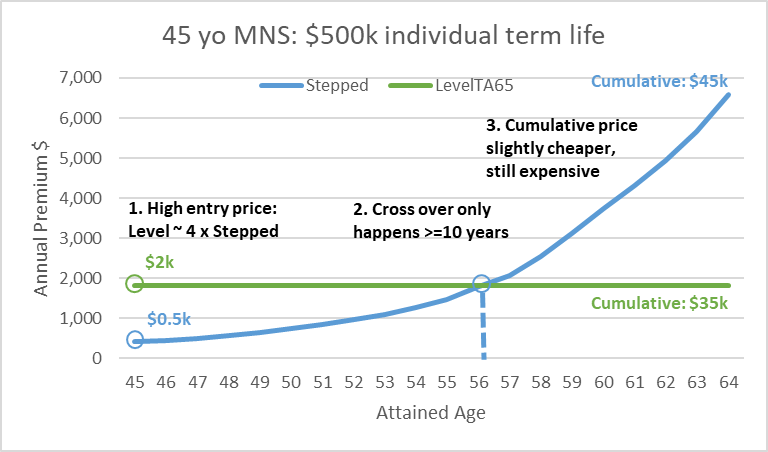 45 yo MNS: $500k individual term life
7,000
6,000
5,000
4,000
3,000
2,000
1,000
0
Annual Premium $
Stepped
LevelTA65
Cumulative: $45k
3. Cumulative price
slightly cheaper,
still expensive
1. High entry price:
Level ~ 4 x Stepped
2. Cross over only
happens >=10 years
$2k
Cumulative: $35k
$0.5k
45 46 47 48 49 50 51 52 53 54 55 56 57 58 59 60 61 62 63 64
Attained Age